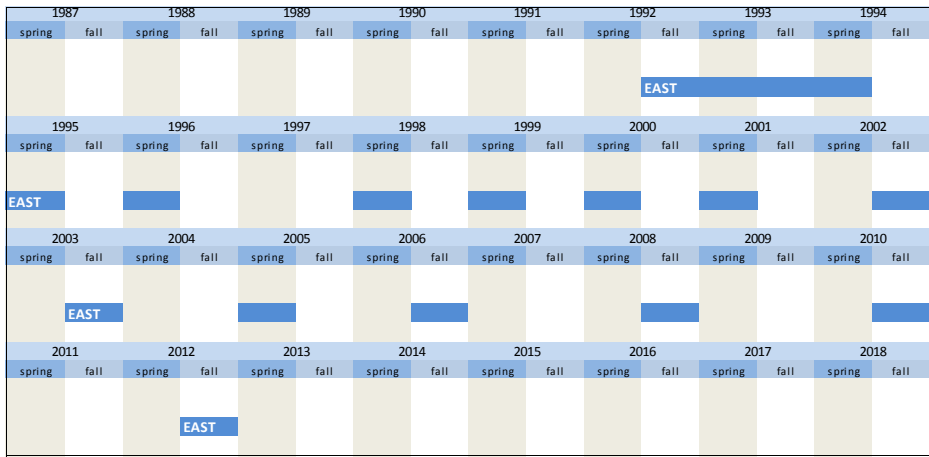 1987 1988 1989 1990 1991 1992 1993 1994
spring fall spring fall spring fall spring fall spring fall spring fall spring fall spring fall
EAST
1995 1996 1997 1998 1999 2000 2001 2002
spring fall spring fall spring fall spring fall spring fall spring fall spring fall spring fall
EAST
2003 2004 2005 2006 2007 2008 2009 2010
spring fall spring fall spring fall spring fall spring fall spring fall spring fall spring fall
EAST
2011 2012 2013 2014 2015 2016 2017 2018
spring fall spring fall spring fall spring fall spring fall spring fall spring fall spring fall
EAST